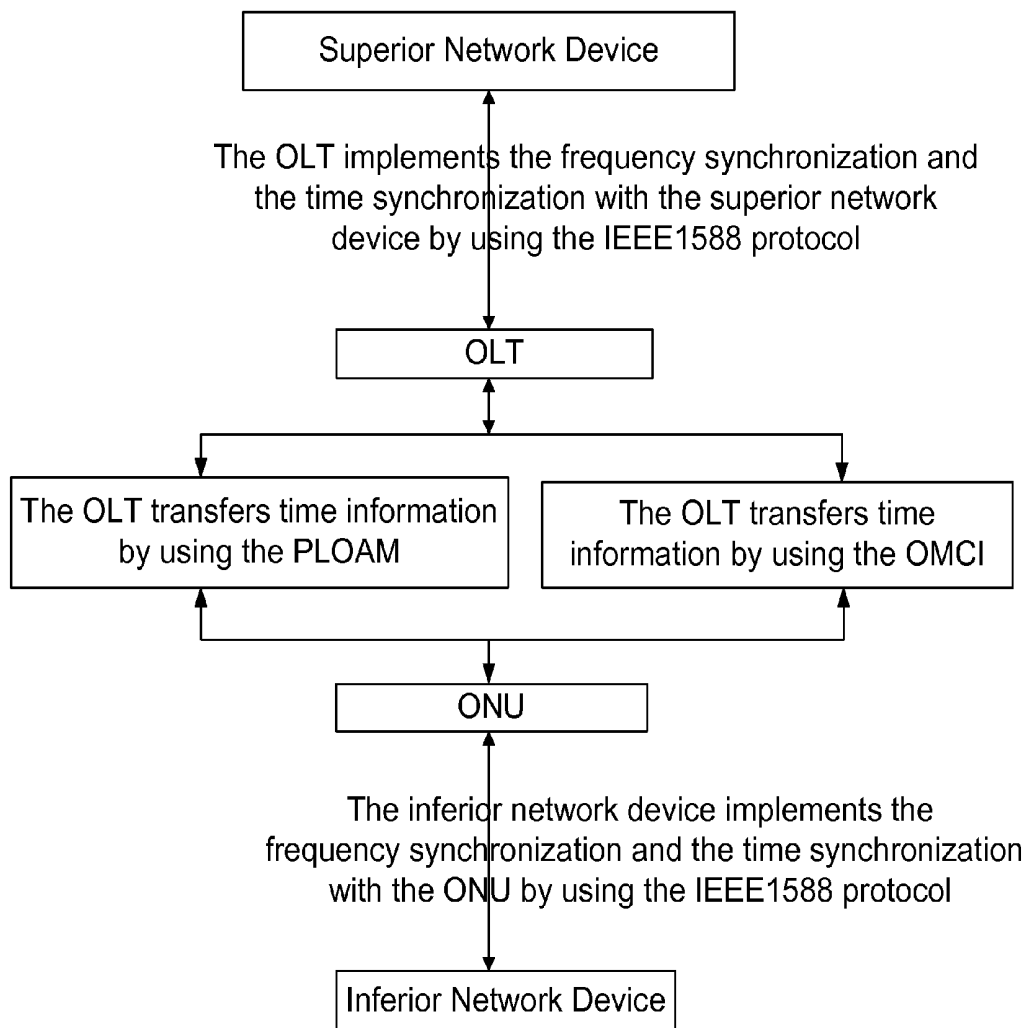 Superior Network Device
The OLT implements the frequency synchronization and
the time synchronization with the superior network
device by using the IEEE1588 protocol
OLT
The OLT transfers time information
by using the PLOAM
The OLT transfers time
information by using the OMCI
ONU
The inferior network device implements the
frequency synchronization and the time synchronization
with the ONU by using the IEEE1588 protocol
Inferior Network Device